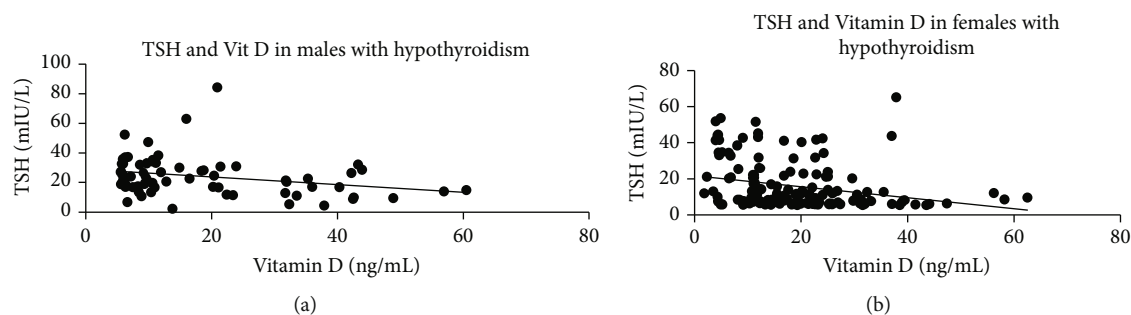 TSH and Vit D in males with hypothyroidism
100
80
60
40
20
0
TSH (mIU/L)
0 20 40 60 80
Vitamin D (ng/mL)
(a)
TSH and Vitamin D in females with
hypothyroidism
80
60
40
20
0
TSH (mIU/L)
0 20 40 60 80
Vitamin D (ng/mL)
(b)